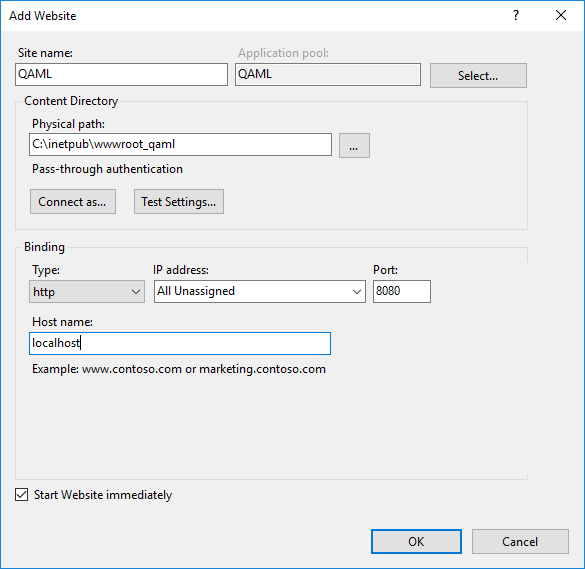 Add Website
?
Site name: Application pool:
QAML QAML Select...
Content Directory
Physical path:
C:\inetpub\wwwroot_qaml ...
Pass-through authentication
Connect as... Test Settings...
Binding
Type: IP address: Port:
http All Unassigned 8080
Host name:
localhost
Example: www.contoso.com or marketing.contoso.com
Start Website immediately
OK Cancel